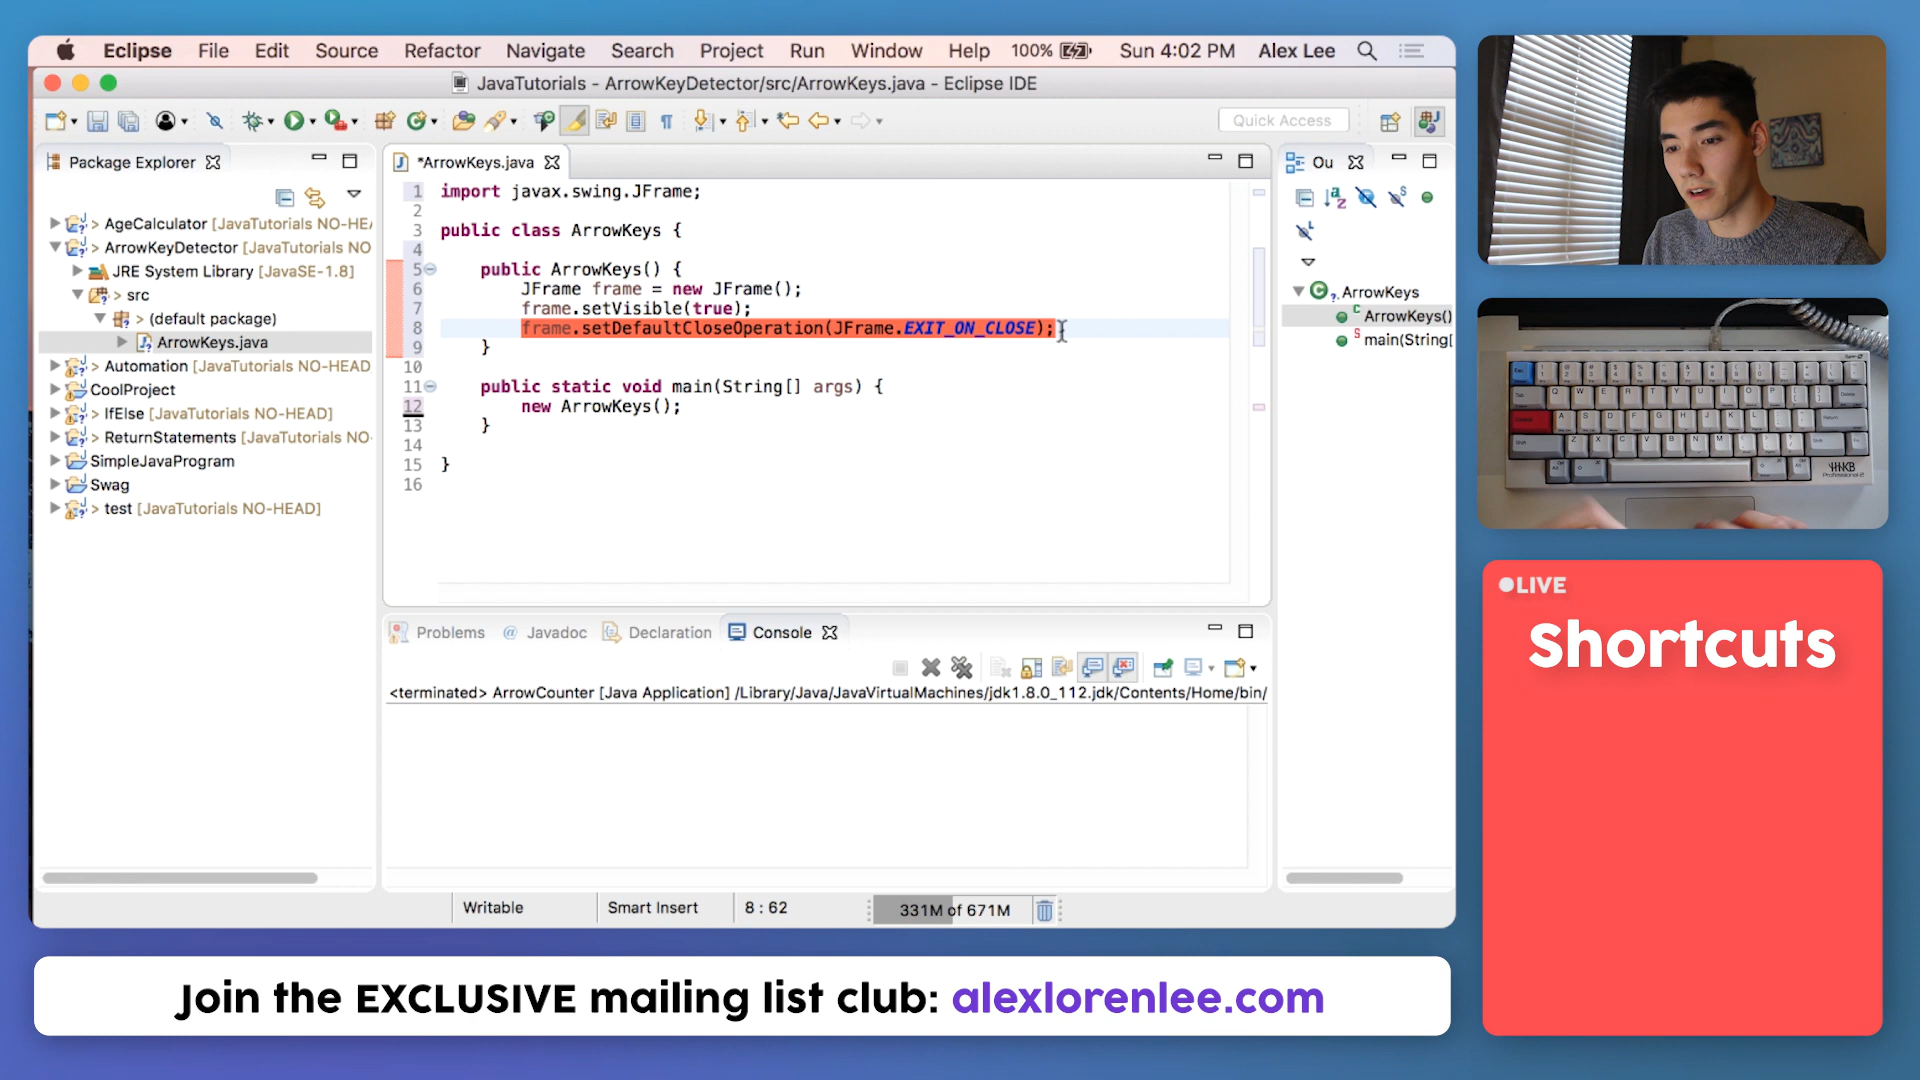 Eclipse File Edit Source Refactor Navigate Search Project Run Window Help 100% Sun 4:02 PM Alex Lee
JavaTutorials - ArrowKeyDetector/src/ArrowKeys.java - Eclipse IDE
Quick Access
Package Explorer
> AgeCalculator [JavaTutorials NO-HEA
> ArrowKeyDetector [JavaTutorials NO
JRE System Library [JavaSE-1.8]
> src
> (default package)
ArrowKeys.java
> Automation [JavaTutorials NO-HEAD
CoolProject
> IfElse [JavaTutorials NO-HEAD]
> ReturnStatements [JavaTutorials NO-
SimpleJavaProgram
Swag
> test [JavaTutorials NO-HEAD]
*ArrowKeys.java
1 import javax.swing.JFrame;
2
3 public class ArrowKeys {
4
5 public ArrowKeys() {
6 JFrame frame = new JFrame();
7 frame.setVisible(true);
8 frame.setDefaultCloseOperation(JFrame.EXIT_ON_CLOSE);
9 }
10
11 public static void main(String[] args) {
12 new ArrowKeys();
13 }
14
15 }
16
Ou
ArrowKeys
ArrowKeys()
main(String[
Problems @ Javadoc Declaration Console
<terminated> ArrowCounter [Java Application] /Library/Java/JavaVirtualMachines/jdk1.8.0_112.jdk/Contents/Home/bin/
Writable Smart Insert 8 : 62 331M of 671M
HHKB
Professional 2
LIVE
Shortcuts
Join the EXCLUSIVE mailing list club: alexlorenlee.com